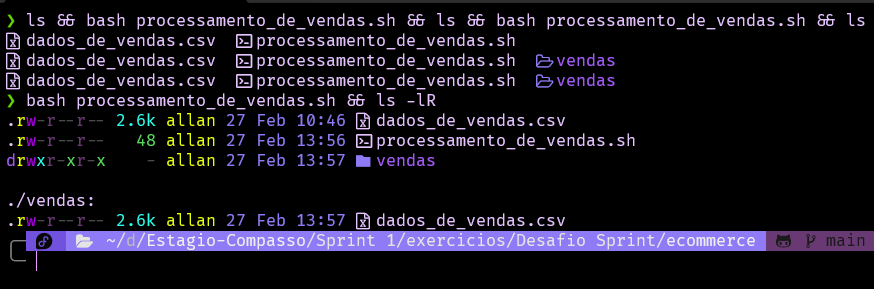 ❯ ls && bash processamento_de_vendas.sh && ls && bash processamento_de_vendas.sh && ls
dados_de_vendas.csv processamento_de_vendas.sh
dados_de_vendas.csv processamento_de_vendas.sh vendas
dados_de_vendas.csv processamento_de_vendas.sh vendas
❯ bash processamento_de_vendas.sh && ls -lR
.rw-r--r-- 2.6k allan 27 Feb 10:46 dados_de_vendas.csv
.rw-r--r-- 48 allan 27 Feb 13:56 processamento_de_vendas.sh
drwxr-xr-x - allan 27 Feb 13:57 vendas
./vendas:
.rw-r--r-- 2.6k allan 27 Feb 13:57 dados_de_vendas.csv
~/d/Estagio-Compasso/Sprint 1/exercicios/Desafio Sprint/ecommerce main